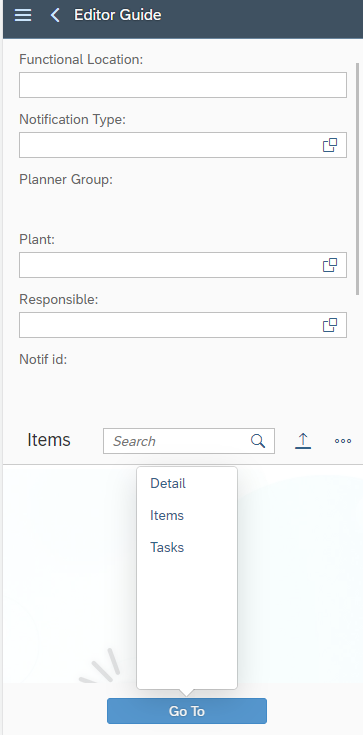 Editor Guide
Functional Location:
Notification Type:
Planner Group:
Plant:
Responsible:
Notif id:
Items
Search
Detail
Items
Tasks
Go To